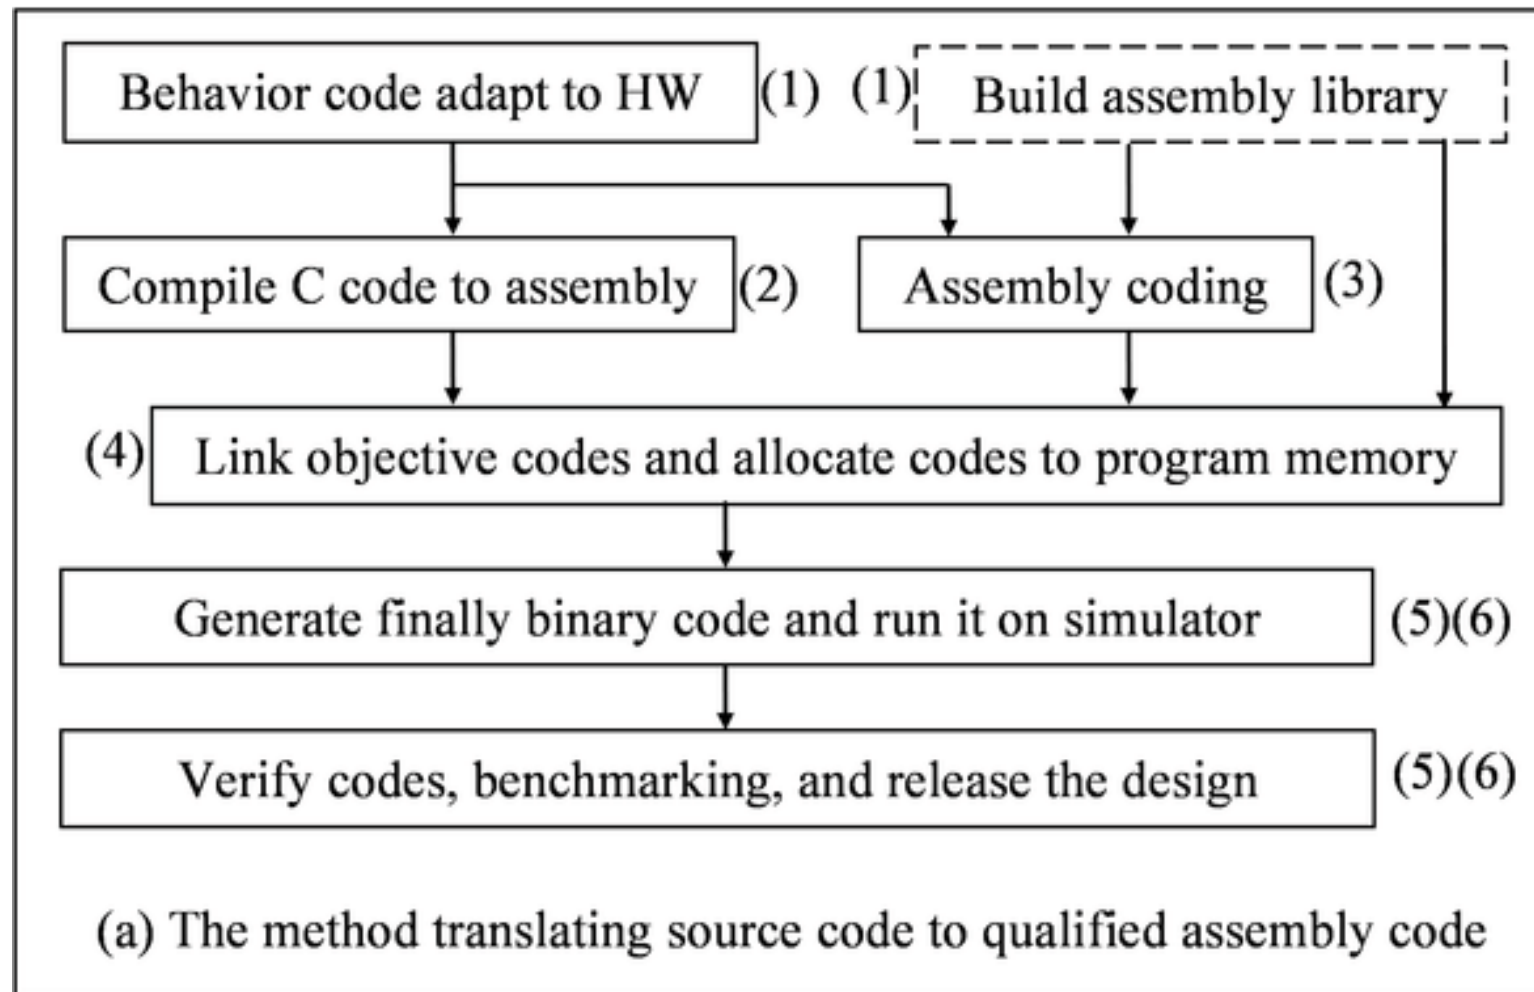 Behavior code adapt to HW (1) (1) Build assembly library
Compile C code to assembly (2) Assembly coding (3)
(4) Link objective codes and allocate codes to program memory
Generate finally binary code and run it on simulator (5)(6)
Verify codes, benchmarking, and release the design (5)(6)
(a) The method translating source code to qualified assembly code